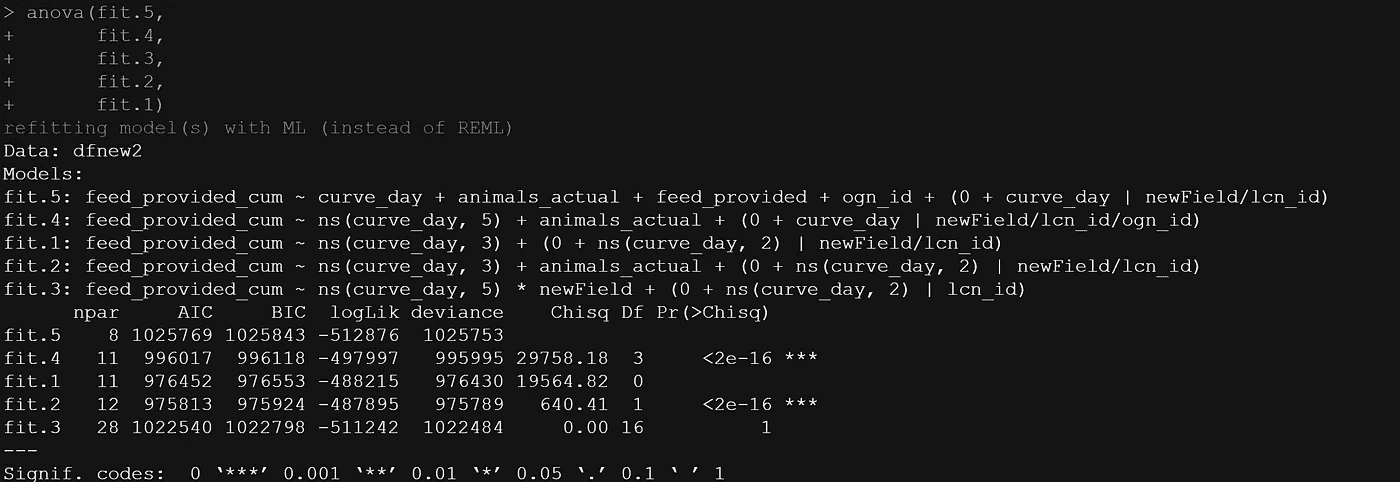 > anova(fit.5,
+       fit.4,
+       fit.3,
+       fit.2,
+       fit.1)
refitting model(s) with ML (instead of REML)
Data: dfnew2
Models:
fit.5: feed_provided_cum ~ curve_day + animals_actual + feed_provided + ogn_id + (0 + curve_day | newField/lcn_id)
fit.4: feed_provided_cum ~ ns(curve_day, 5) + animals_actual + (0 + curve_day | newField/lcn_id/ogn_id)
fit.1: feed_provided_cum ~ ns(curve_day, 3) + (0 + ns(curve_day, 2) | newField/lcn_id)
fit.2: feed_provided_cum ~ ns(curve_day, 3) + animals_actual + (0 + ns(curve_day, 2) | newField/lcn_id)
fit.3: feed_provided_cum ~ ns(curve_day, 5) * newField + (0 + ns(curve_day, 2) | lcn_id)
      npar     AIC     BIC  logLik deviance    Chisq Df Pr(>Chisq)
fit.5    8 1025769 1025843 -512876  1025753
fit.4   11  996017  996118 -497997   995995 29758.18  3     <2e-16 ***
fit.1   11  976452  976553 -488215   976430 19564.82  0
fit.2   12  975813  975924 -487895   975789   640.41  1     <2e-16 ***
fit.3   28 1022540 1022798 -511242  1022484     0.00 16          1
---
Signif. codes:  0 ‘***’ 0.001 ‘**’ 0.01 ‘*’ 0.05 ‘.’ 0.1 ‘ ’ 1